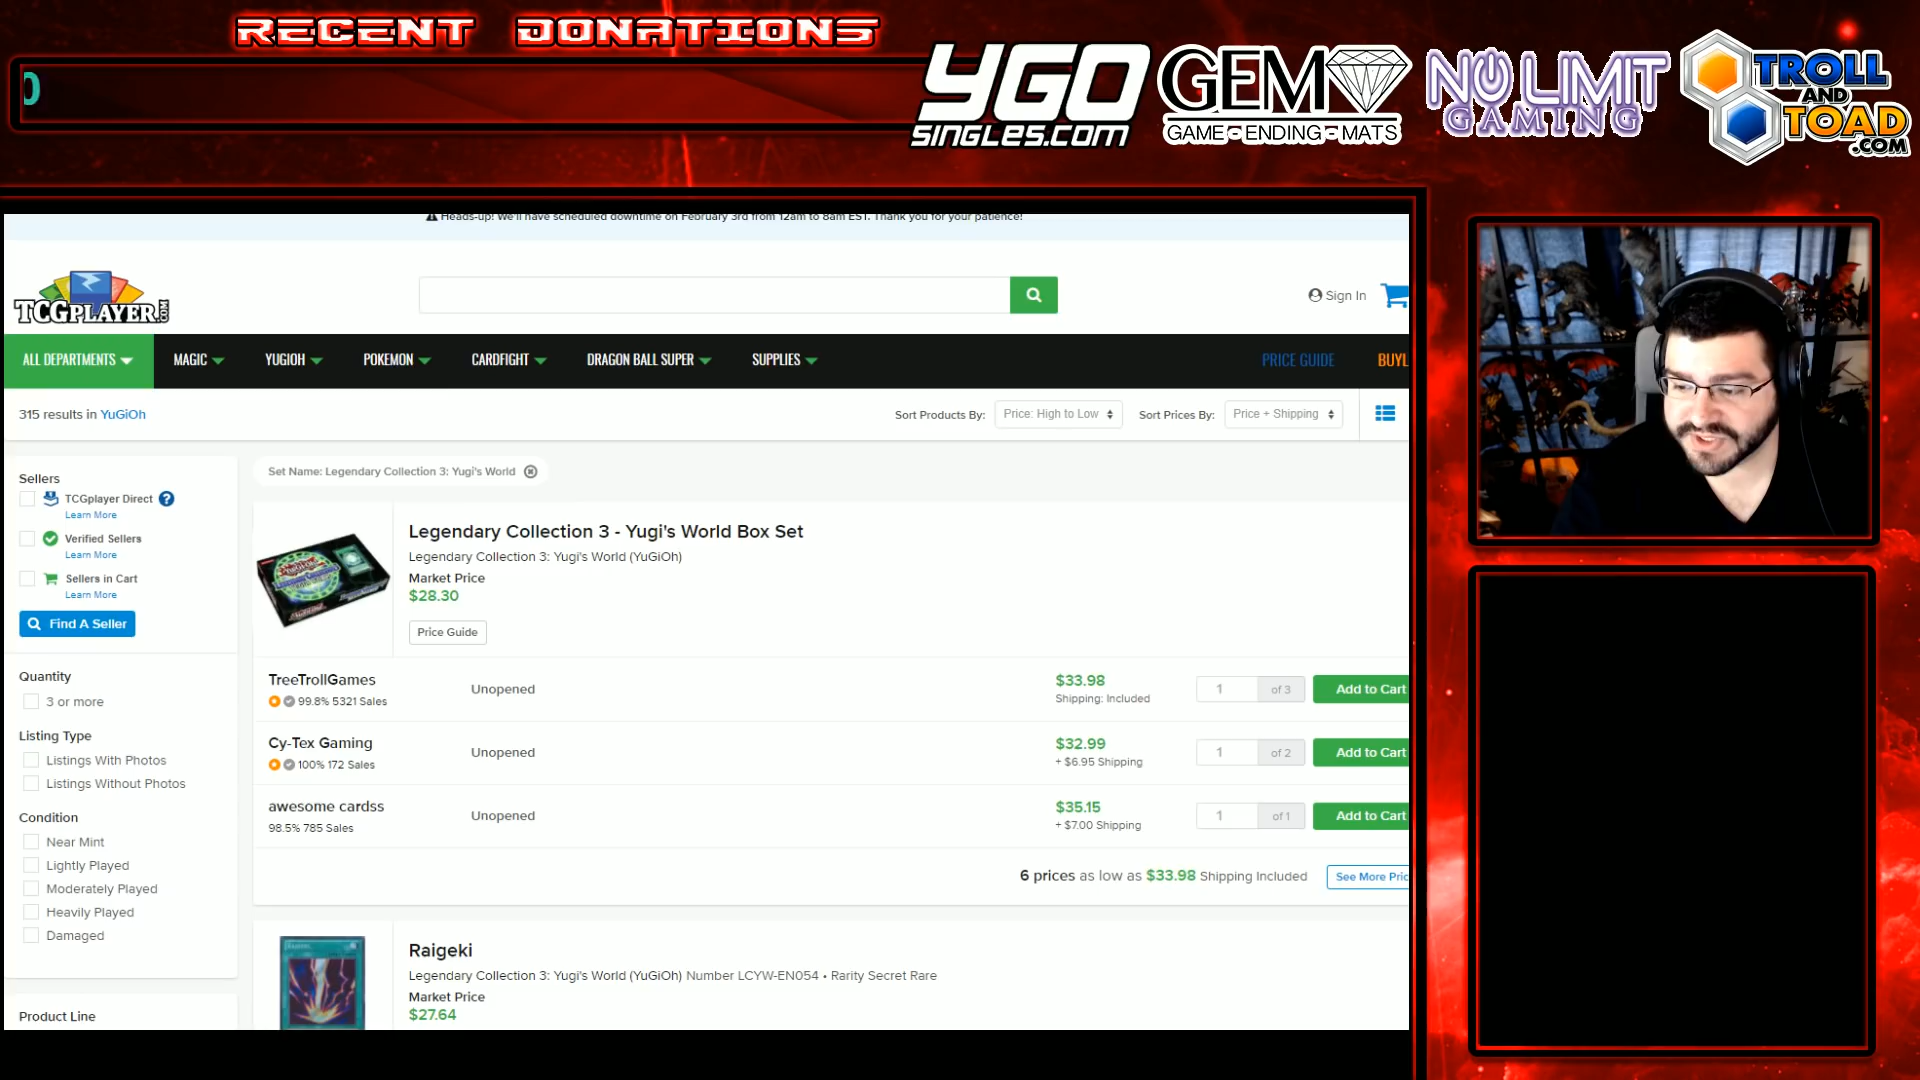 RECENT DONATIONS
YGO
SINGLES.COM
GEM
GAME-ENDING-MATS
NO LIMIT
GAMING
TROLL
AND
TOAD
.COM
Heads-up! We'll have scheduled downtime on February 3rd from 12am to 8am EST. Thank you for your patience!
TCGPLAYER.COM
Sign In
ALL DEPARTMENTS
MAGIC
YUGIOH
POKEMON
CARDFIGHT
DRAGON BALL SUPER
SUPPLIES
PRICE GUIDE
BUYL
315 results in YuGiOh
Sort Products By:
Price: High to Low
Sort Prices By:
Price + Shipping
Sellers
TCGplayer Direct ?
Learn More
Verified Sellers
Learn More
Sellers in Cart
Learn More
Find A Seller
Quantity
3 or more
Listing Type
Listings With Photos
Listings Without Photos
Condition
Near Mint
Lightly Played
Moderately Played
Heavily Played
Damaged
Product Line
Set Name: Legendary Collection 3: Yugi's World
Legendary Collection 3 - Yugi's World Box Set
Legendary Collection 3: Yugi's World (YuGiOh)
Market Price
$28.30
Price Guide
TreeTrollGames
99.8% 5321 Sales
Unopened
$33.98
Shipping: Included
1 of 3
Add to Cart
Cy-Tex Gaming
100% 172 Sales
Unopened
$32.99
+ $6.95 Shipping
1 of 2
Add to Cart
awesome cardss
98.5% 785 Sales
Unopened
$35.15
+ $7.00 Shipping
1 of 1
Add to Cart
6 prices as low as $33.98 Shipping Included
See More Pric
Raigeki
Legendary Collection 3: Yugi's World (YuGiOh) Number LCYW-EN054 • Rarity Secret Rare
Market Price
$27.64